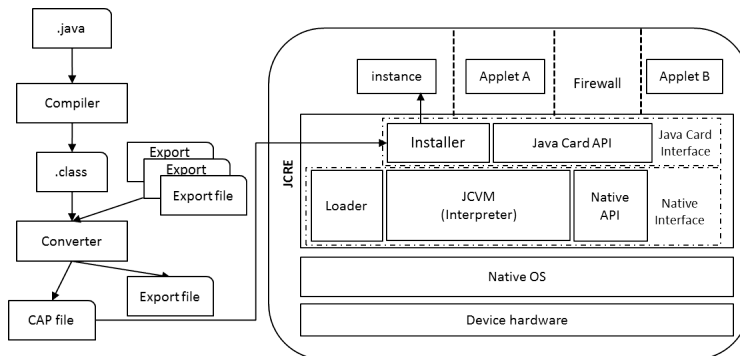 .java
Compiler
.class
Export
Export
Export file
Converter
Export file
CAP file
instance
Applet A
Firewall
Applet B
JCRE
Installer
Java Card API
Java Card
Interface
Loader
JCVM
(Interpreter)
Native
API
Native
Interface
Native OS
Device hardware